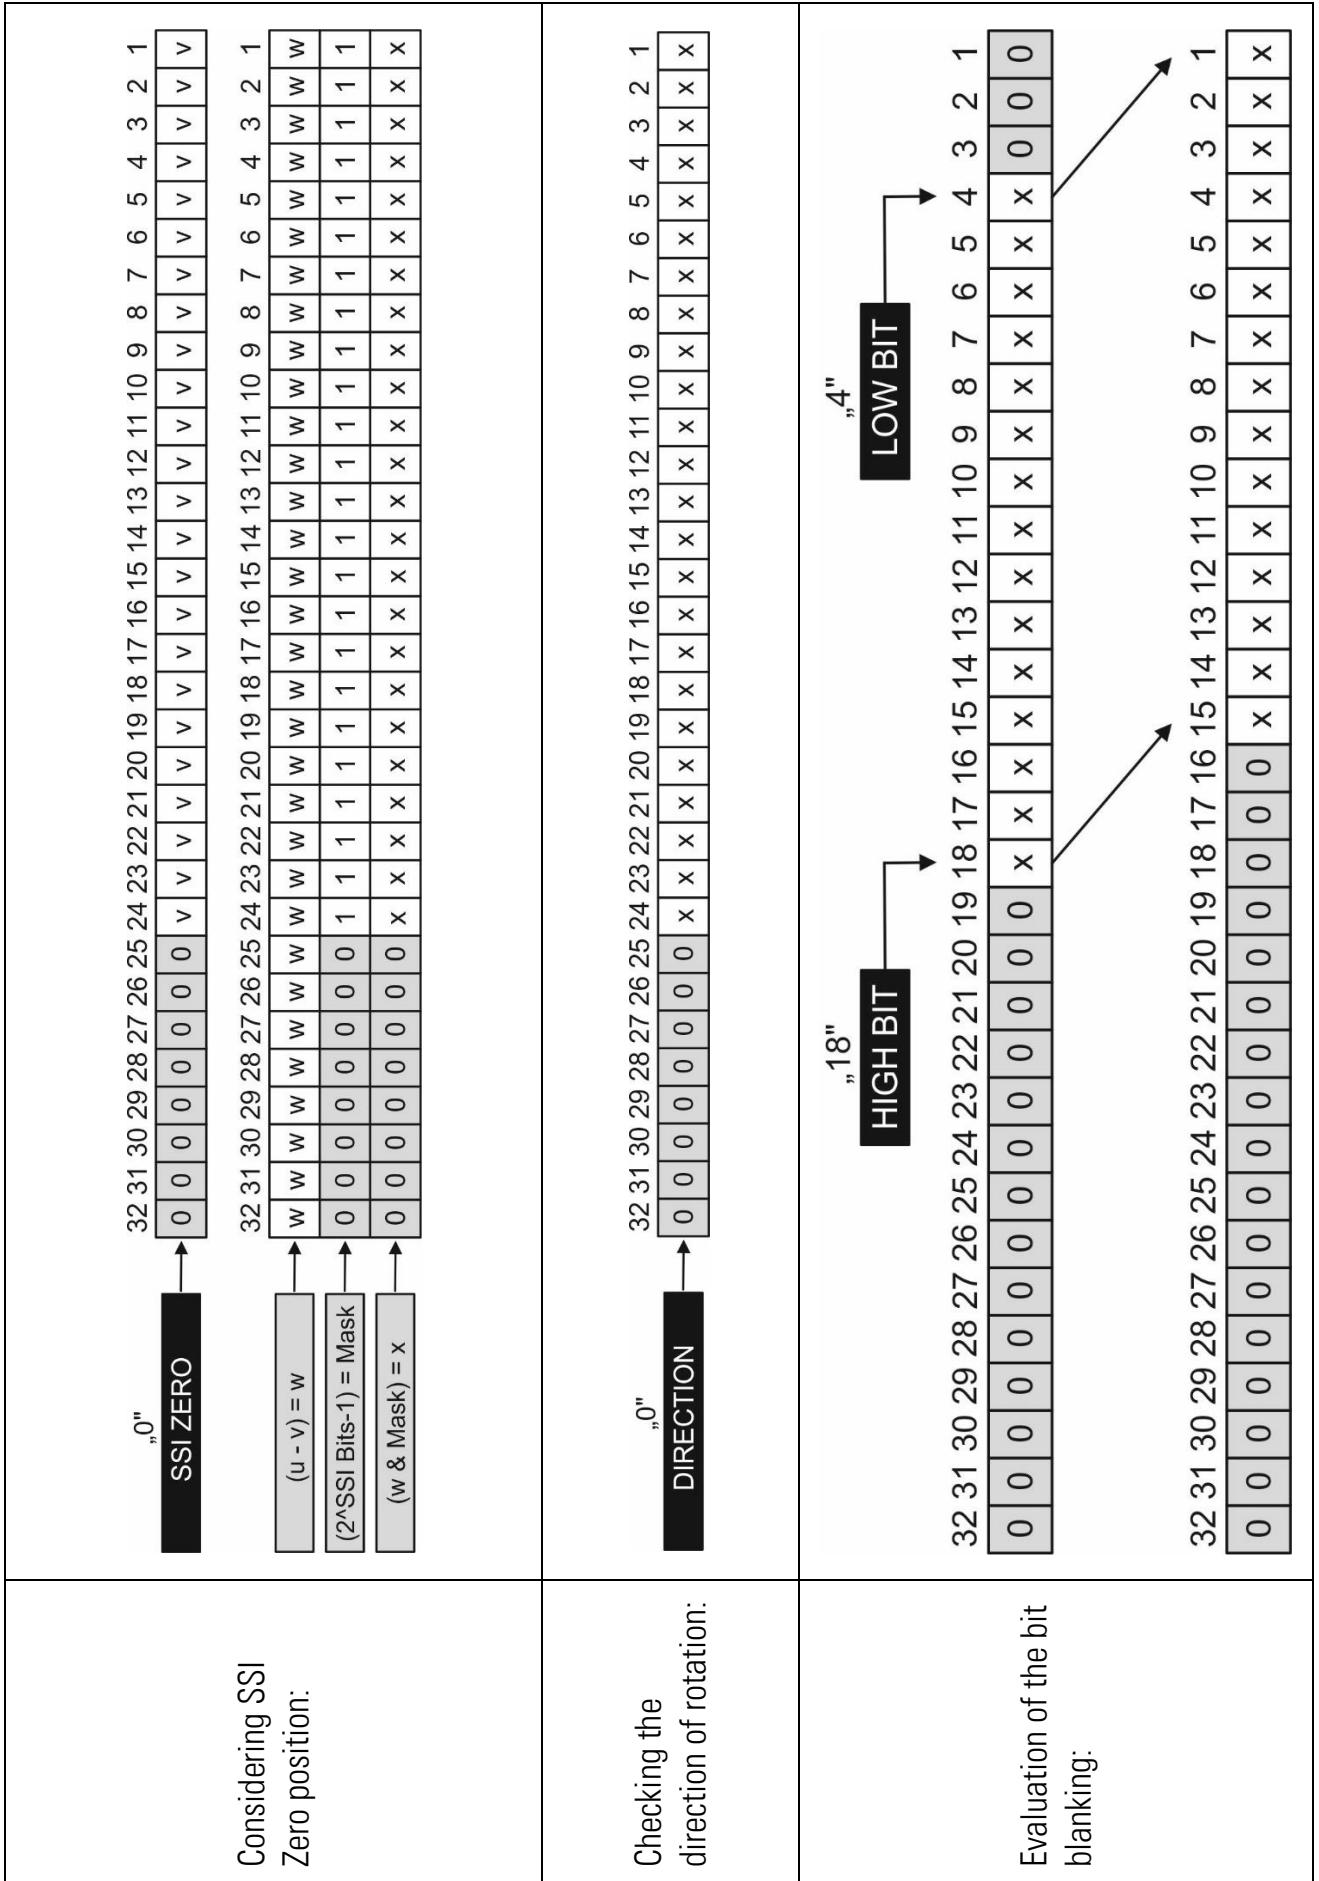 Considering SSI
Zero position:
„0"
SSI ZERO
32 31 30 29 28 27 26 25 24 23 22 21 20 19 18 17 16 15 14 13 12 11 10 9 8 7 6 5 4 3 2 1
0 0 0 0 0 0 0 0 v v v v v v v v v v v v v v v v v v v v v v v v
32 31 30 29 28 27 26 25 24 23 22 21 20 19 18 17 16 15 14 13 12 11 10 9 8 7 6 5 4 3 2 1
(u - v) = w
w w w w w w w w w w w w w w w w w w w w w w w w w w w w w w w w
(2^SSI Bits-1) = Mask
0 0 0 0 0 0 0 0 1 1 1 1 1 1 1 1 1 1 1 1 1 1 1 1 1 1 1 1 1 1 1 1
(w & Mask) = x
0 0 0 0 0 0 0 0 x x x x x x x x x x x x x x x x x x x x x x x x
Checking the
direction of rotation:
„0"
DIRECTION
32 31 30 29 28 27 26 25 24 23 22 21 20 19 18 17 16 15 14 13 12 11 10 9 8 7 6 5 4 3 2 1
0 0 0 0 0 0 0 0 x x x x x x x x x x x x x x x x x x x x x x x x
Evaluation of the bit
blanking:
„18"
HIGH BIT
„4"
LOW BIT
32 31 30 29 28 27 26 25 24 23 22 21 20 19 18 17 16 15 14 13 12 11 10 9 8 7 6 5 4 3 2 1
0 0 0 0 0 0 0 0 0 0 0 0 0 0 x x x x x x x x x x x x x x x 0 0 0
32 31 30 29 28 27 26 25 24 23 22 21 20 19 18 17 16 15 14 13 12 11 10 9 8 7 6 5 4 3 2 1
0 0 0 0 0 0 0 0 0 0 0 0 0 0 0 0 0 x x x x x x x x x x x x x x x